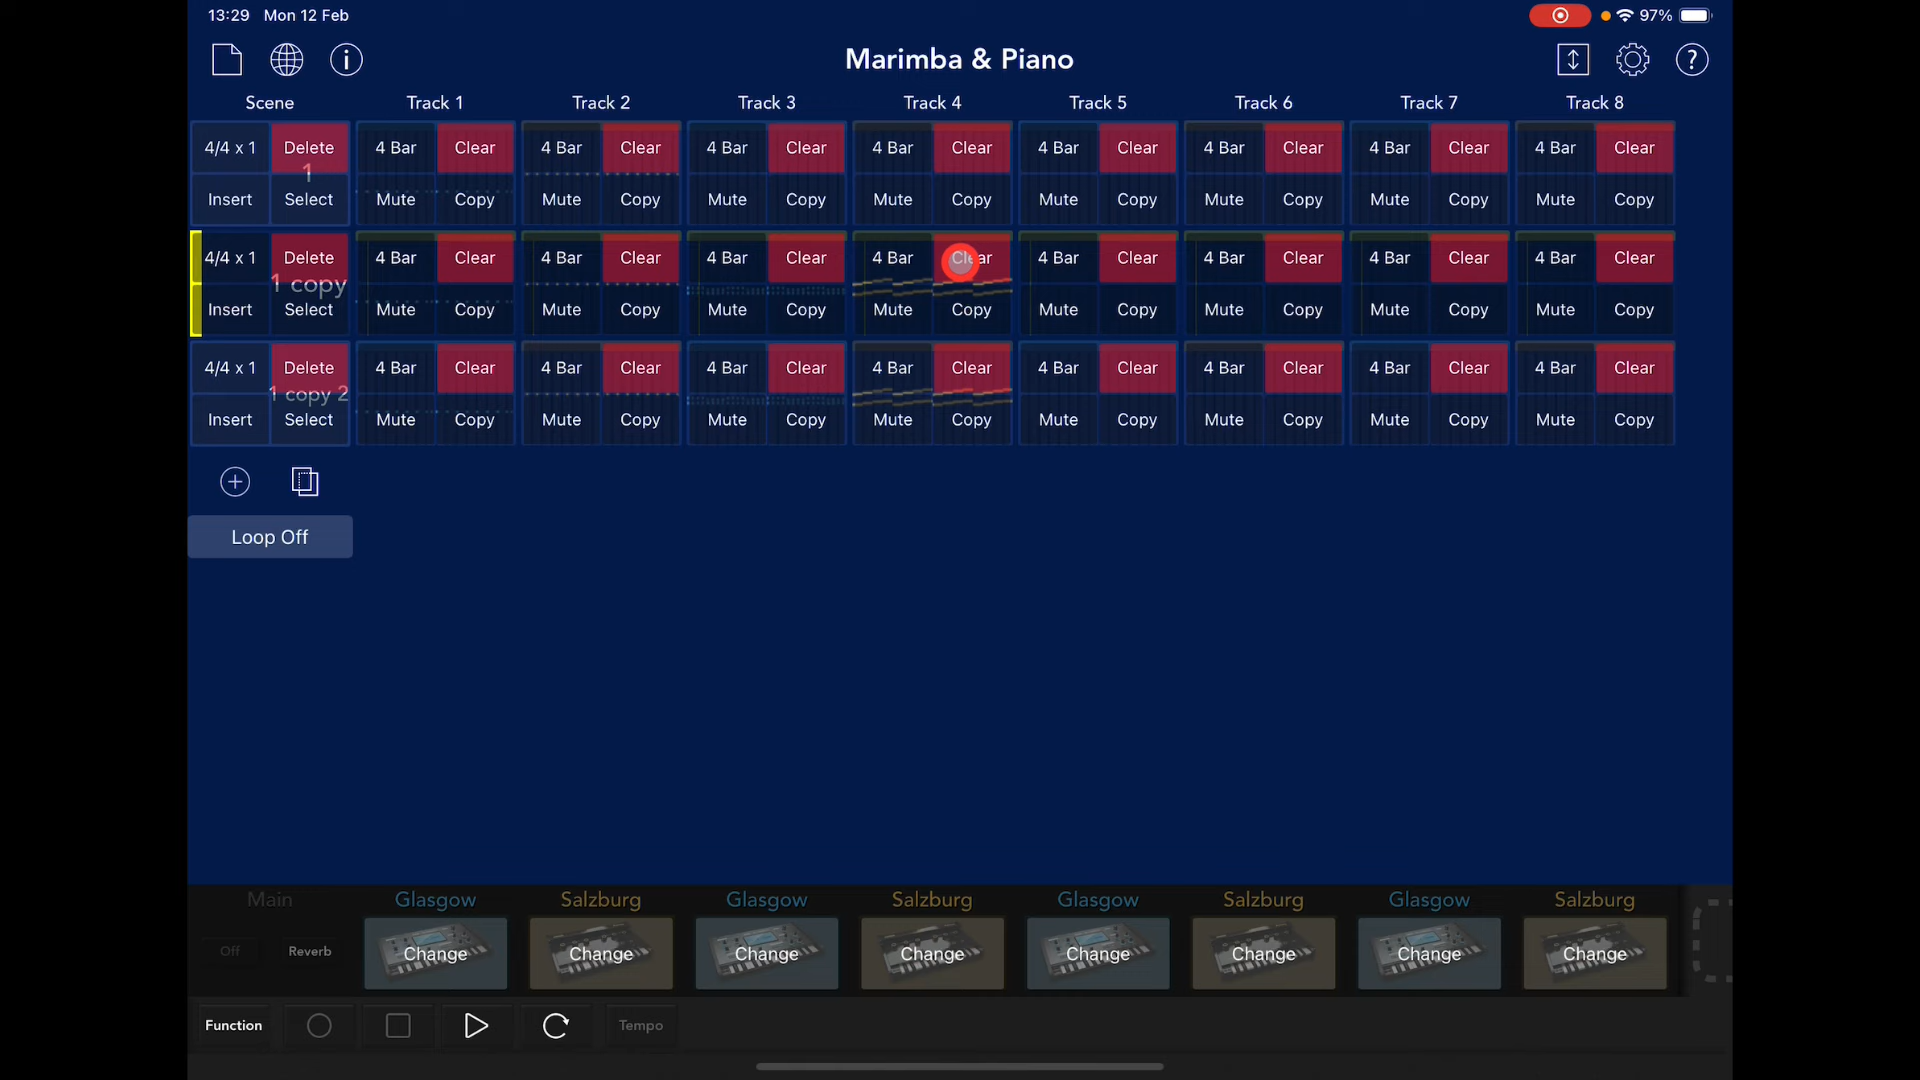 13:29 Mon 12 Feb 97%
Marimba & Piano
Scene Track 1 Track 2 Track 3 Track 4 Track 5 Track 6 Track 7 Track 8
4/4 x 1 Delete 4 Bar Clear 4 Bar Clear 4 Bar Clear 4 Bar Clear 4 Bar Clear 4 Bar Clear 4 Bar Clear 4 Bar Clear
1
Insert Select Mute Copy Mute Copy Mute Copy Mute Copy Mute Copy Mute Copy Mute Copy Mute Copy
4/4 x 1 Delete 4 Bar Clear 4 Bar Clear 4 Bar Clear 4 Bar Clear 4 Bar Clear 4 Bar Clear 4 Bar Clear 4 Bar Clear
1 copy
Insert Select Mute Copy Mute Copy Mute Copy Mute Copy Mute Copy Mute Copy Mute Copy Mute Copy
4/4 x 1 Delete 4 Bar Clear 4 Bar Clear 4 Bar Clear 4 Bar Clear 4 Bar Clear 4 Bar Clear 4 Bar Clear 4 Bar Clear
1 copy 2
Insert Select Mute Copy Mute Copy Mute Copy Mute Copy Mute Copy Mute Copy Mute Copy Mute Copy
Loop Off
Main Glasgow Salzburg Glasgow Salzburg Glasgow Salzburg Glasgow Salzburg
Off Reverb Change Change Change Change Change Change Change Change
Function Tempo